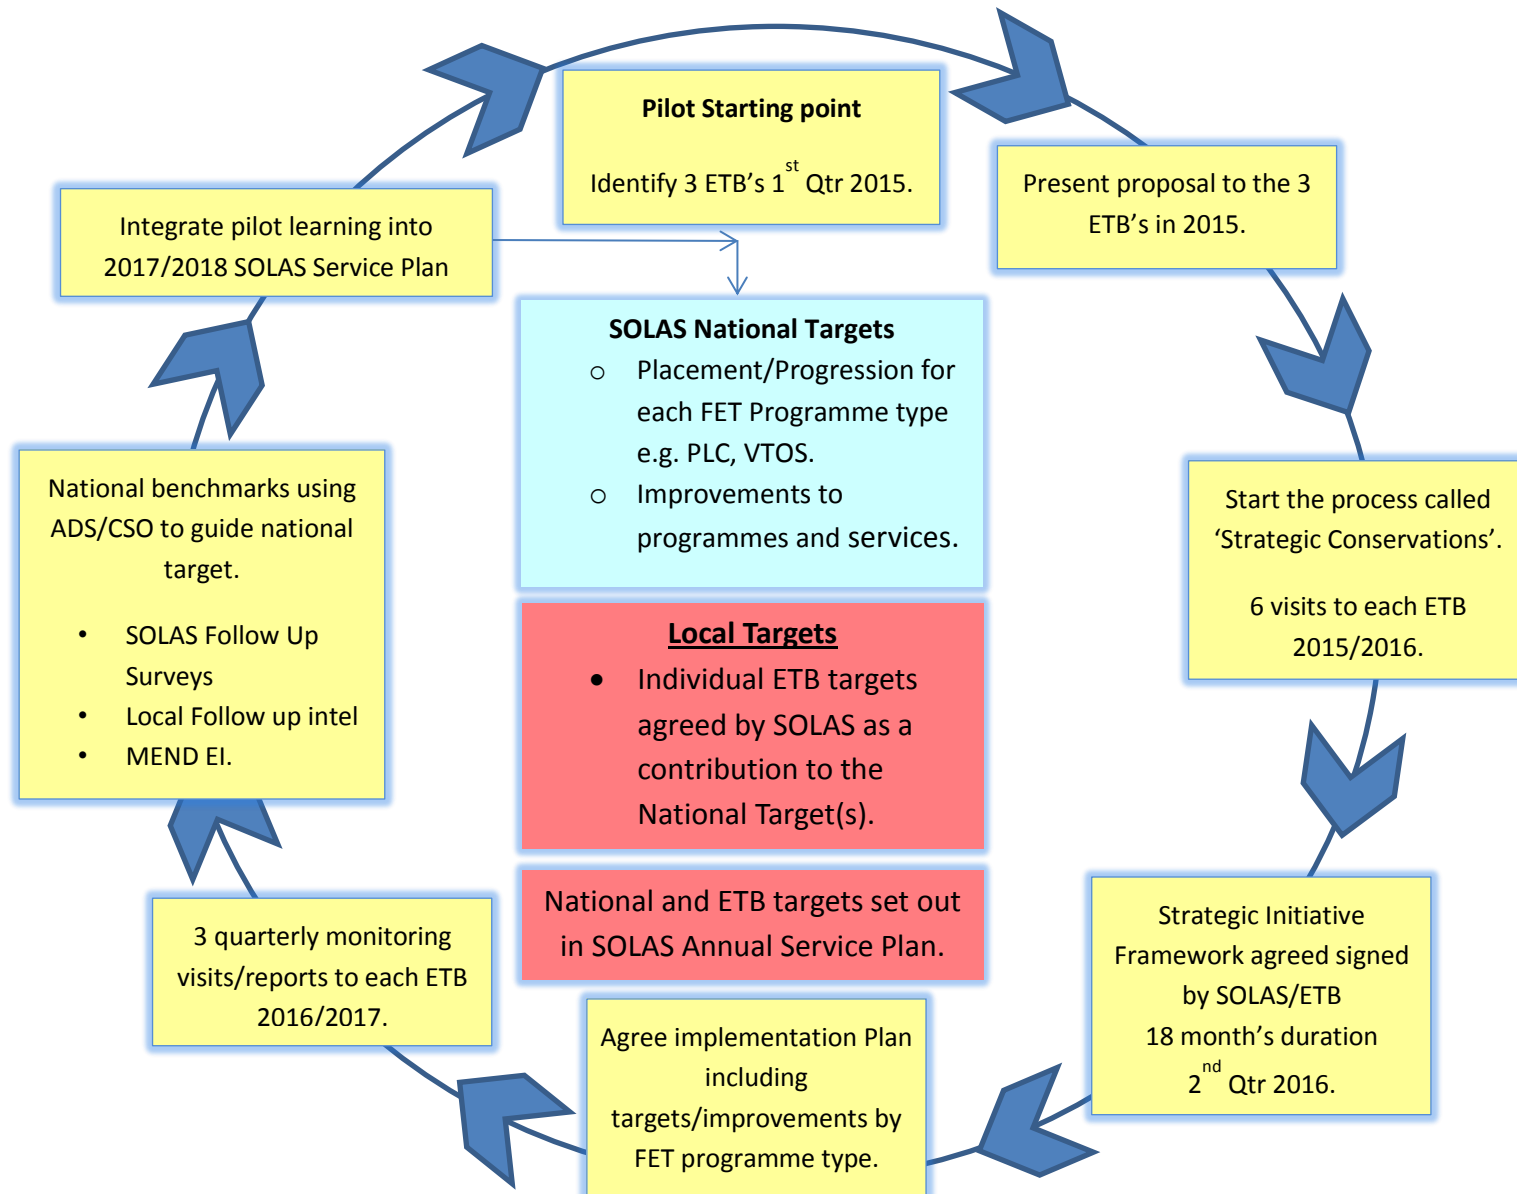 Pilot Starting point
Identify 3 ETB’s 1st Qtr 2015.
Present proposal to the 3
ETB’s in 2015.
Start the process called
‘Strategic Conservations’.
6 visits to each ETB
2015/2016.
Strategic Initiative
Framework agreed signed
by SOLAS/ETB
18 month’s duration
2nd Qtr 2016.
Agree implementation Plan
including
targets/improvements by
FET programme type.
3 quarterly monitoring
visits/reports to each ETB
2016/2017.
National benchmarks using
ADS/CSO to guide national
target.
• SOLAS Follow Up
Surveys
• Local Follow up intel
• MEND EI.
Integrate pilot learning into
2017/2018 SOLAS Service Plan
SOLAS National Targets
o Placement/Progression for
each FET Programme type
e.g. PLC, VTOS.
o Improvements to
programmes and services.
Local Targets
• Individual ETB targets
agreed by SOLAS as a
contribution to the
National Target(s).
National and ETB targets set out
in SOLAS Annual Service Plan.